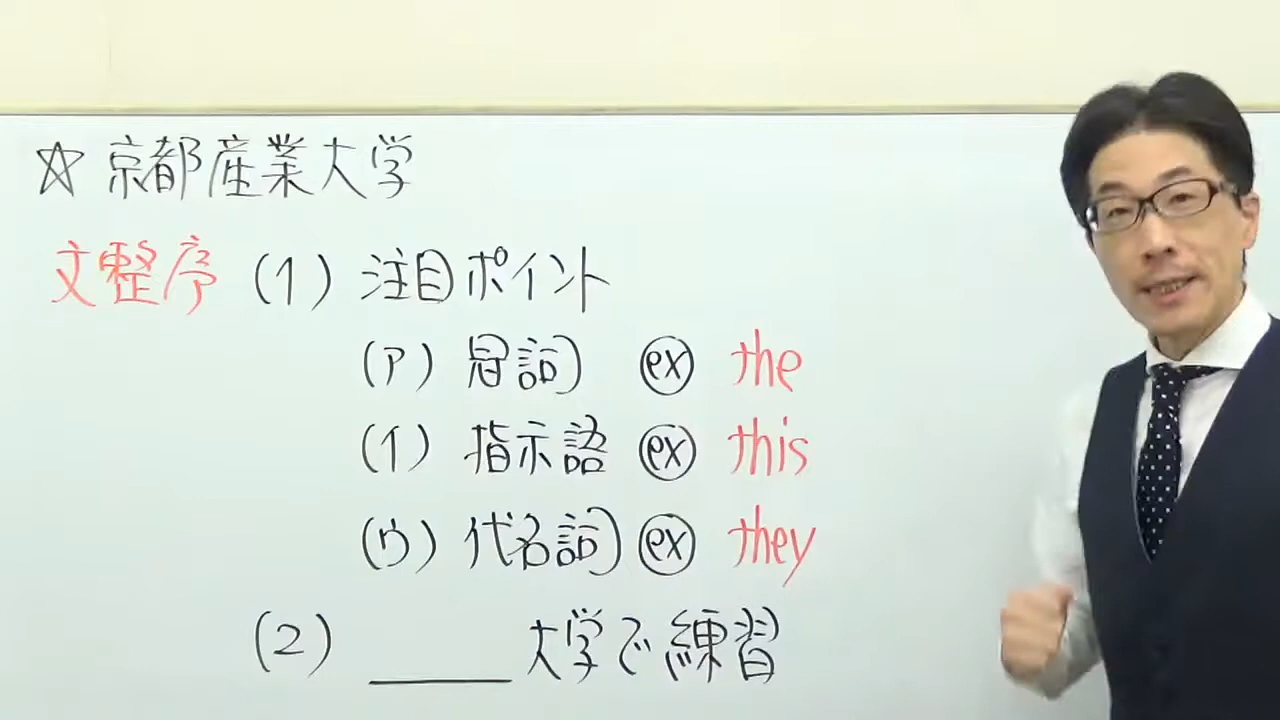 ☆ 京都産業大学
文整序 (1) 注目ポイント
(ア) 冠詞 ex the
(イ) 指示語 ex this
(ウ) 代名詞 ex they
(2) ____大学で練習